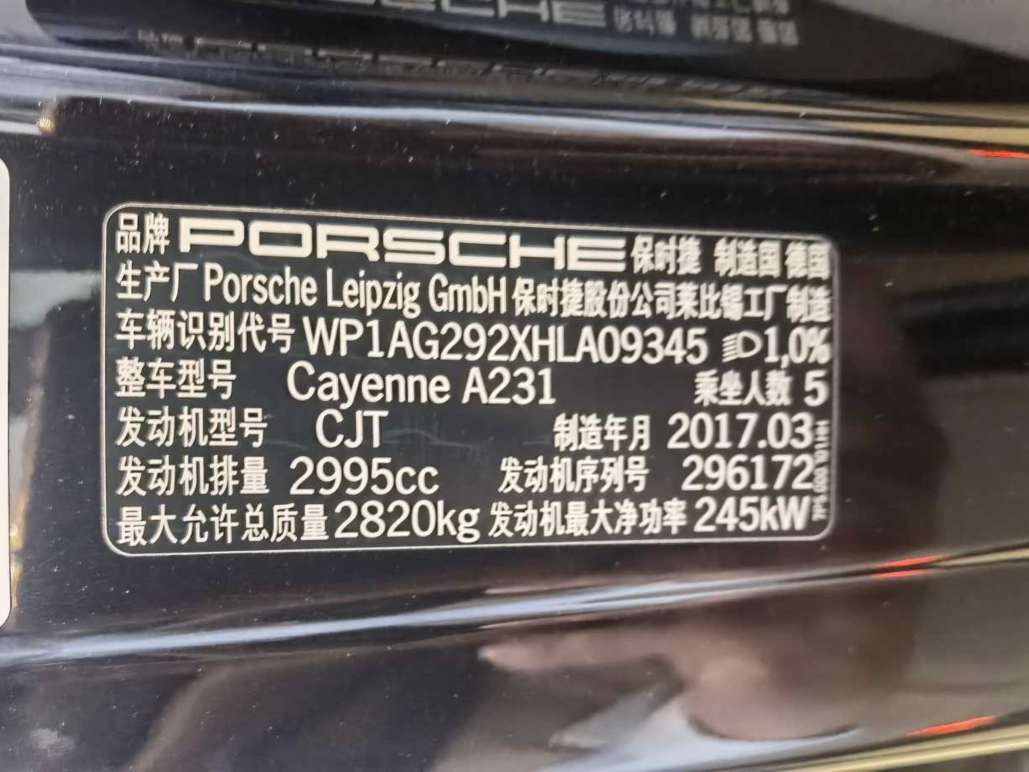 品牌 PORSCHE 保时捷 制造国 德国
生产厂 Porsche Leipzig GmbH 保时捷股份公司莱比锡工厂制造
车辆识别代号 WP1AG292XHLA09345 1,0%
整车型号 Cayenne A231 乘坐人数 5
发动机型号 CJT 制造年月 2017.03
发动机排量 2995cc 发动机序列号 296172
最大允许总质量 2820kg 发动机最大净功率 245kW